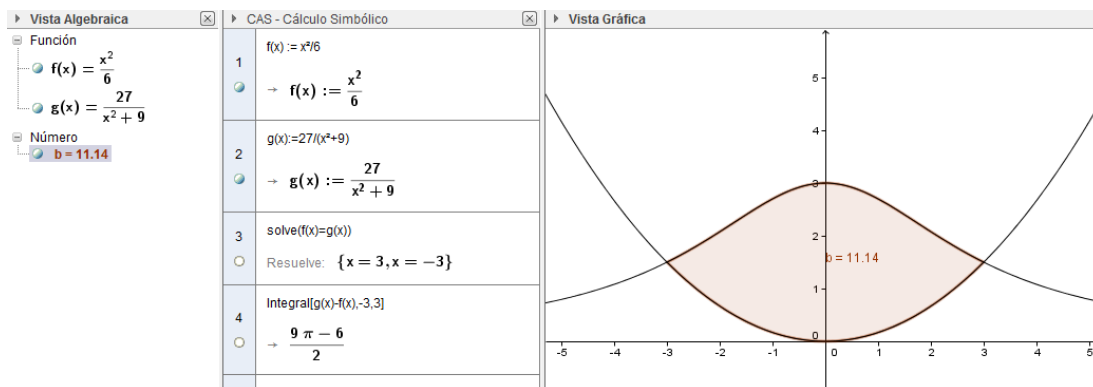 Vista Algebraica
Función
f(x) = x²/6
g(x) = 27/(x² + 9)
Número
b = 11.14
CAS - Cálculo Simbólico
1
f(x) := x²/6
→ f(x) := x²/6
2
g(x):=27/(x²+9)
→ g(x) := 27/(x² + 9)
3
solve(f(x)=g(x))
Resuelve: {x = 3, x = −3}
4
Integral[g(x)-f(x),-3,3]
→ (9 π − 6)/2
Vista Gráfica
5
4
3
2
1
0
b = 11.14
-5 -4 -3 -2 -1 0 1 2 3 4 5